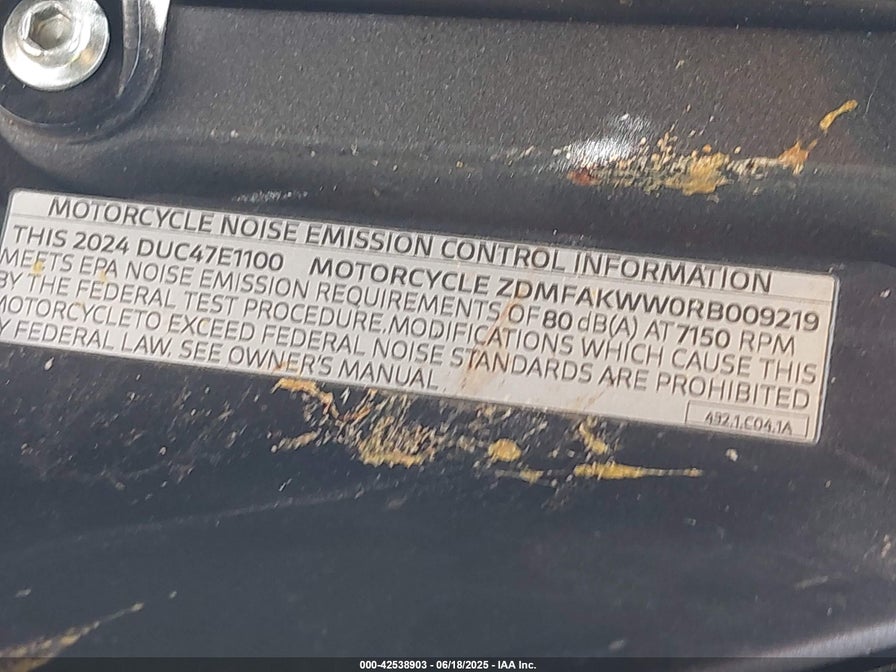 MOTORCYCLE NOISE EMISSION CONTROL INFORMATION
THIS 2024 DUC47E1100 MOTORCYCLE ZDMFAKWW0RB009219
MEETS EPA NOISE EMISSION REQUIREMENTS OF 80 dB(A) AT 7150 RPM
BY THE FEDERAL TEST PROCEDURE.MODIFICATIONS WHICH CAUSE THIS
MOTORCYCLETO EXCEED FEDERAL NOISE STANDARDS ARE PROHIBITED
Y FEDERAL LAW. SEE OWNER'S MANUAL
452.1.C04.1A
000-42538903 - 06/18/2025 - IAA Inc.